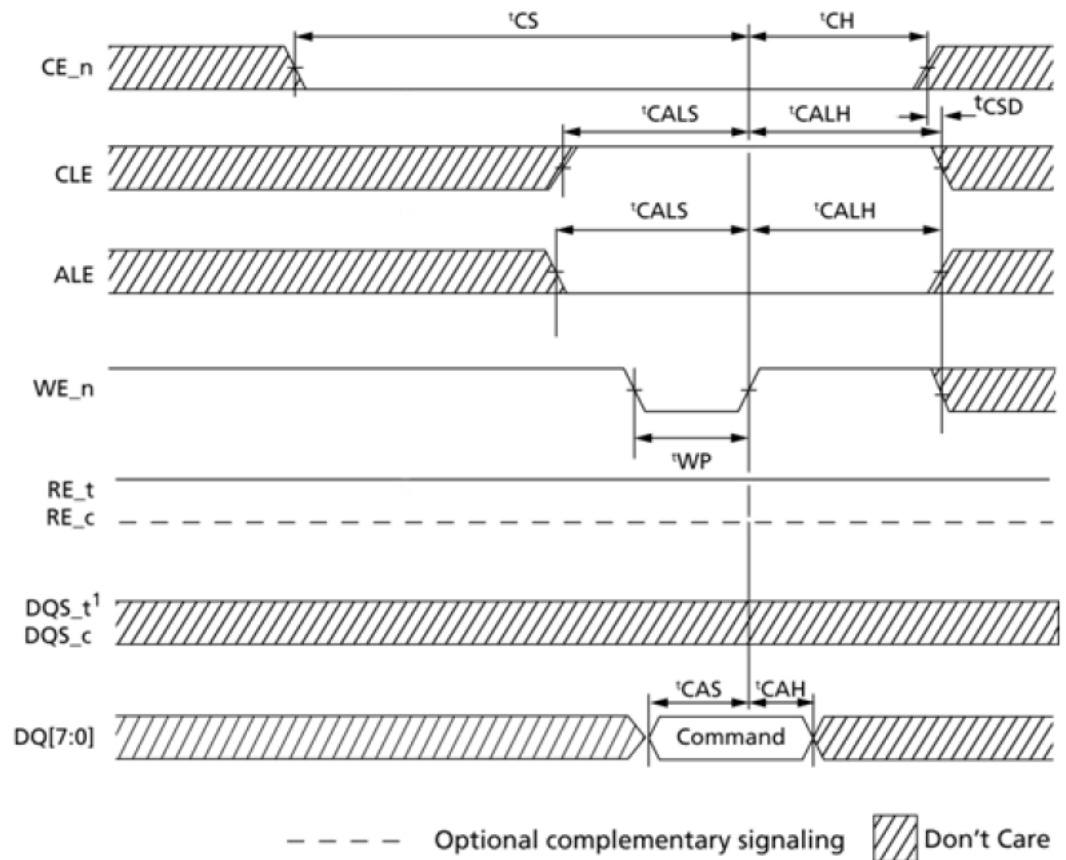 tCS
tCH
CE_n
tCALS
tCALH
tCSD
CLE
tCALS
tCALH
ALE
WE_n
tWP
RE_t
RE_c
DQS_t1
DQS_c
tCAS
tCAH
DQ[7:0]
Command
Optional complementary signaling
Don't Care